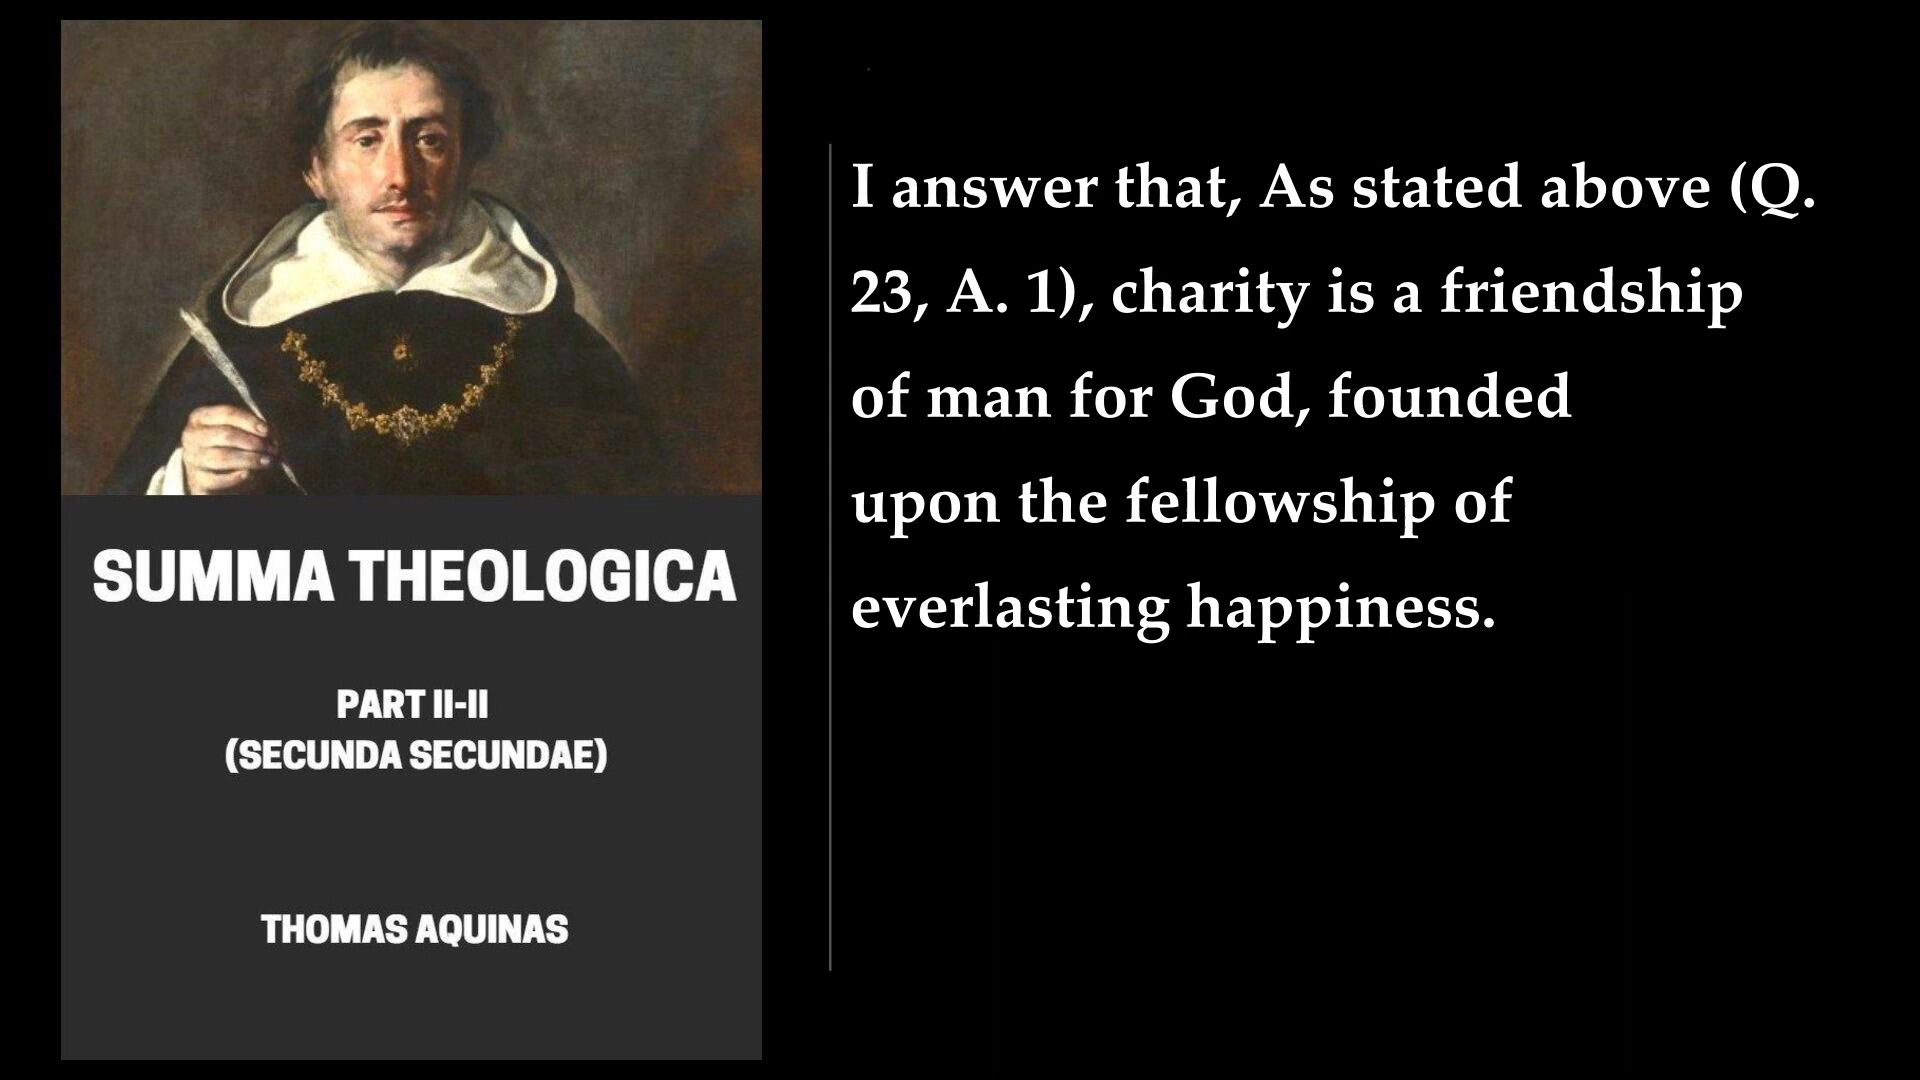 SUMMA THEOLOGICA
PART II-II
(SECUNDA SECUNDAE)
THOMAS AQUINAS
I answer that, As stated above (Q.
23, A. 1), charity is a friendship
of man for God, founded
upon the fellowship of
everlasting happiness.